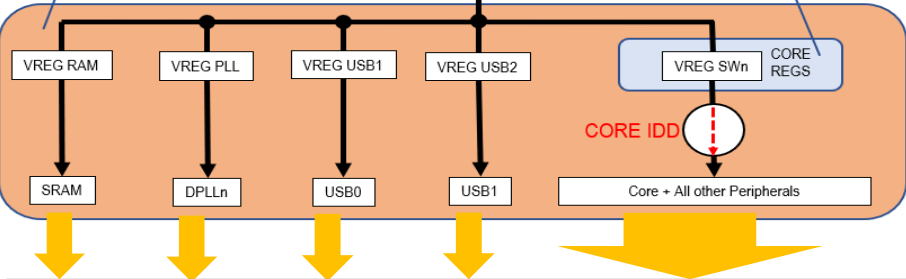 VREG RAM
VREG PLL
VREG USB1
VREG USB2
VREG SWn
CORE
REGS
CORE IDD
SRAM
DPLLn
USB0
USB1
Core + All other Peripherals